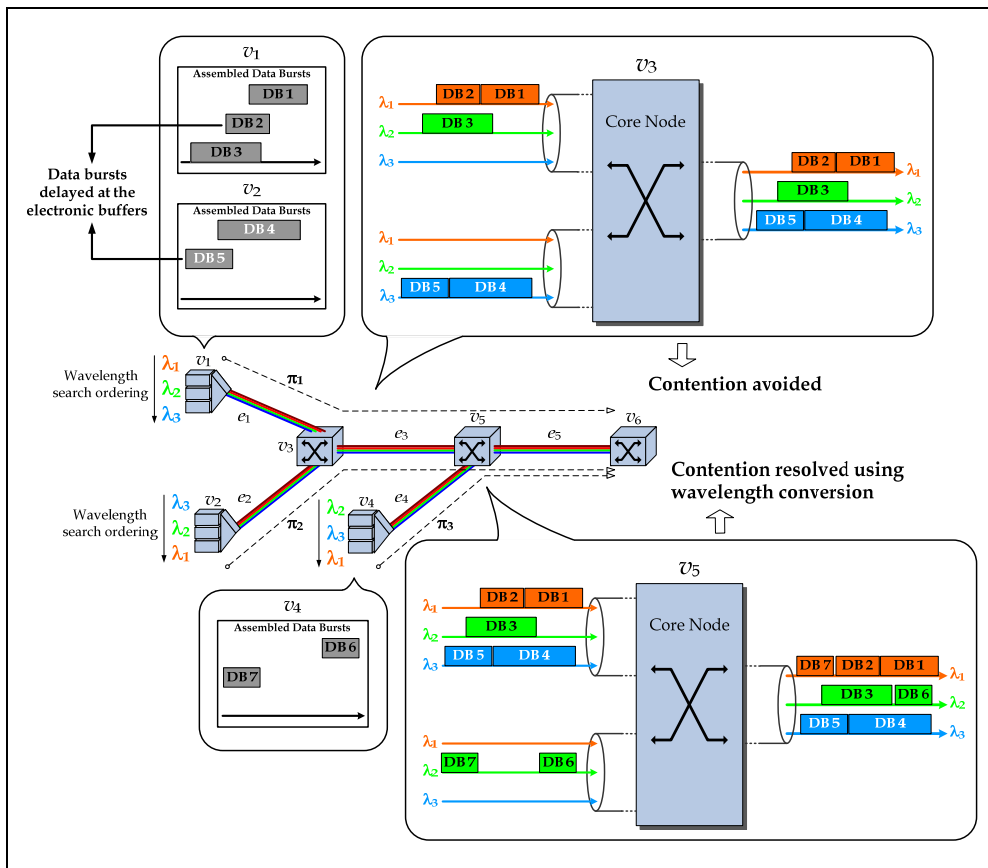 v1
Assembled Data Bursts
DB 1
DB 2
DB 3
Data bursts
delayed at the
electronic buffers
v2
Assembled Data Bursts
DB 4
DB 5
v3
λ1 DB 2 DB 1
λ2 DB 3
λ3
Core Node
λ1
λ2
λ3 DB 5 DB 4
DB 2 DB 1 λ1
DB 3 λ2
DB 5 DB 4 λ3
Contention avoided
Wavelength
search ordering
λ1
λ2
λ3
v1
π1
e1
v3
e3
v5
e5
v6
Wavelength
search ordering
λ3
λ2
λ1
v2
e2
π2
λ2
λ3
λ1
v4
e4
π3
Contention resolved using
wavelength conversion
v4
Assembled Data Bursts
DB 6
DB 7
v5
λ1 DB 2 DB 1
λ2 DB 3
λ3 DB 5 DB 4
Core Node
λ1
λ2 DB 7 DB 6
λ3
DB 7 DB 2 DB 1 λ1
DB 3 DB 6 λ2
DB 5 DB 4 λ3